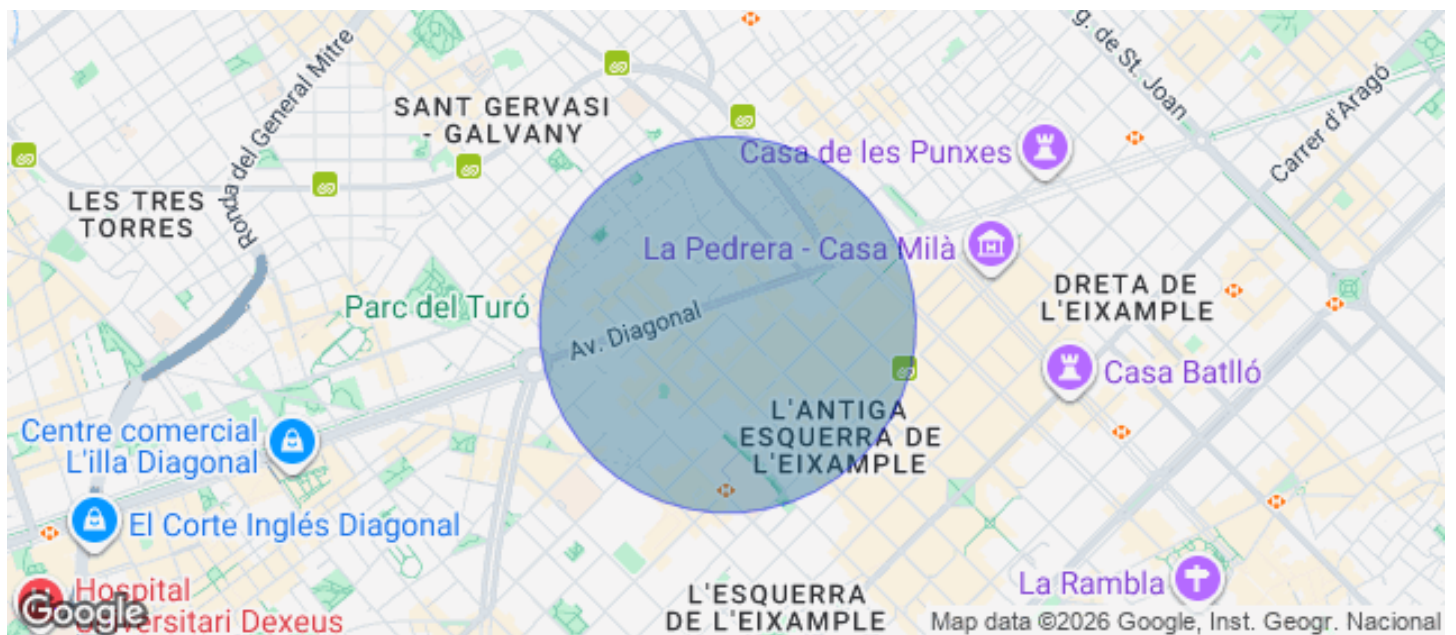 Ronda del General Mitre
SANT GERVASI
- GALVANY
g. de St. Joan
Carrer d'Aragó
Casa de les Punxes
LES TRES
TORRES
La Pedrera - Casa Milà
DRETA DE
L'EIXAMPLE
Parc del Turó
Av. Diagonal
Casa Batlló
L'ANTIGA
ESQUERRA DE
L'EIXAMPLE
Centre comercial
L'illa Diagonal
El Corte Inglés Diagonal
Hospital
Universitari Dexeus
L'ESQUERRA
DE L'EIXAMPLE
La Rambla
Google
Map data ©2026 Google, Inst. Geogr. Nacional